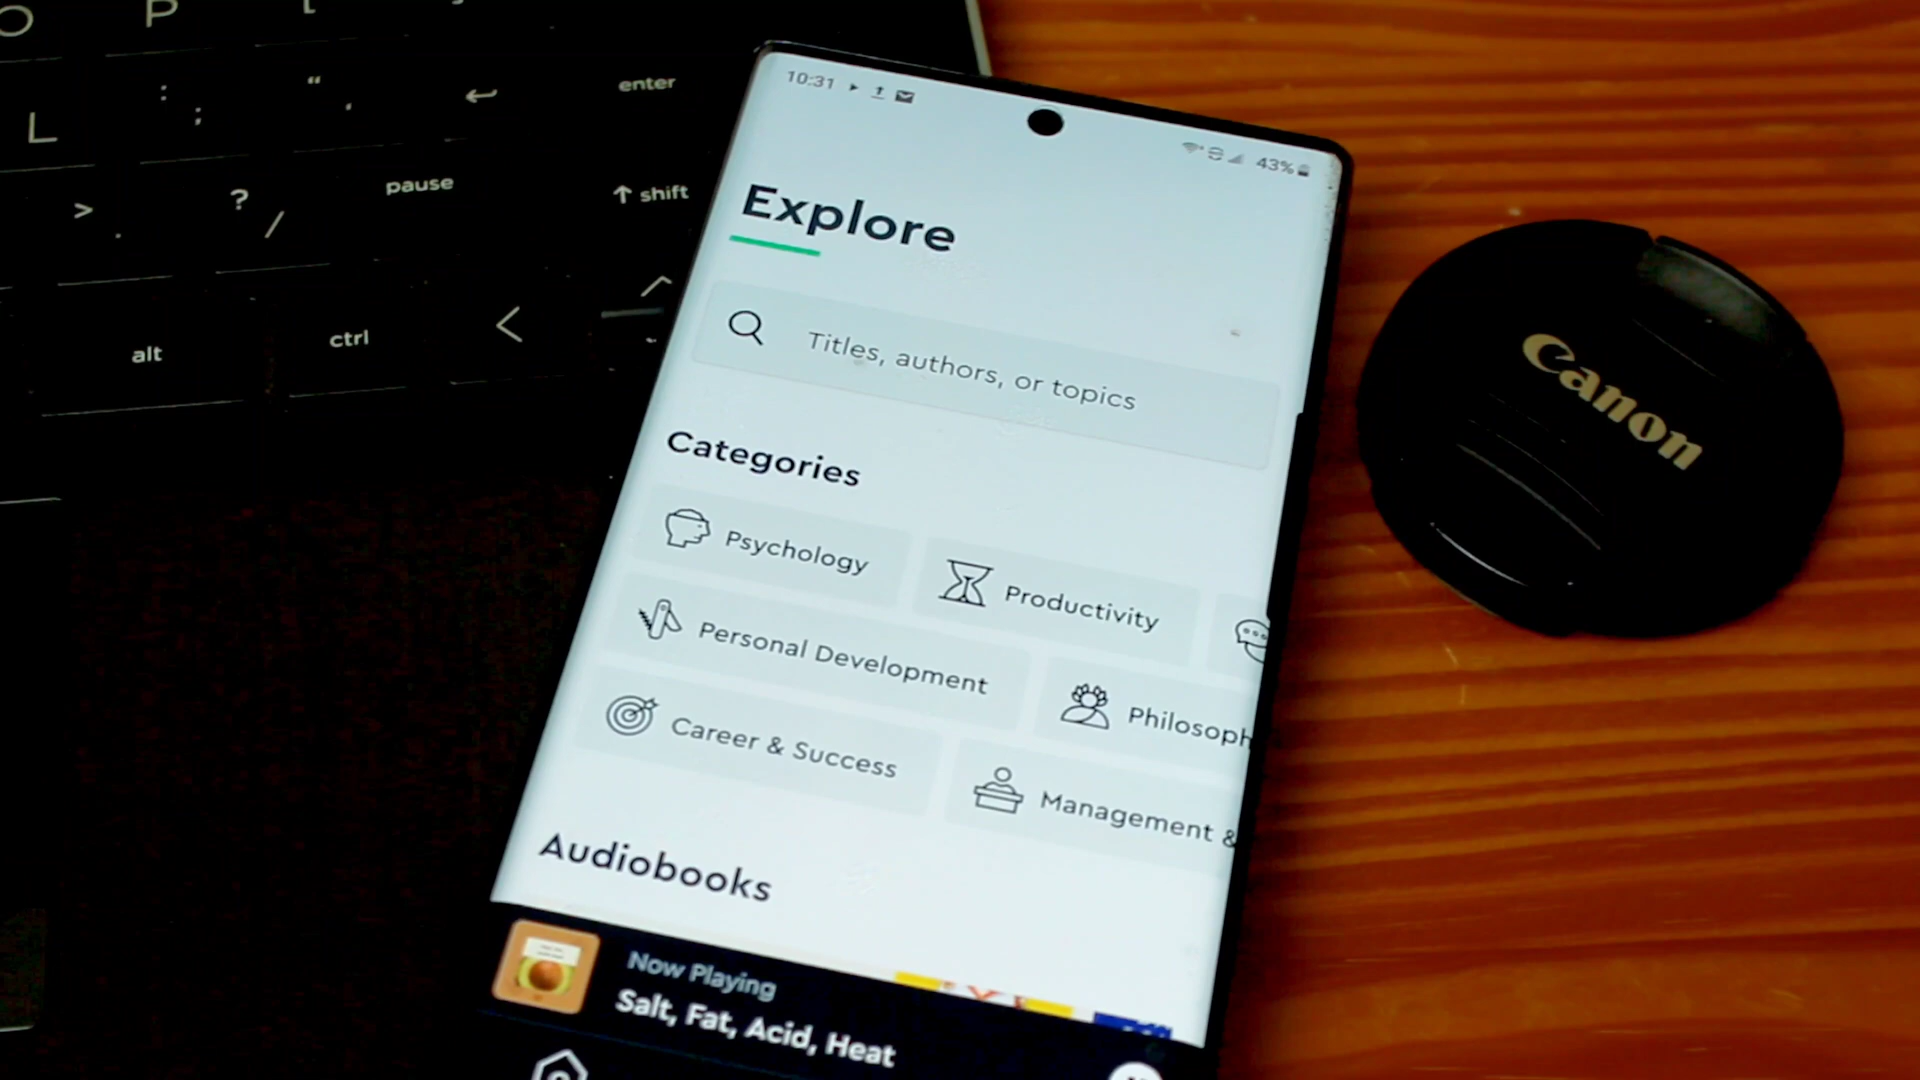 O P [
L : ; " ' enter
> . ? / pause ↑ shift
alt ctrl <
10:31 43%
Explore
Titles, authors, or topics
Categories
Psychology Productivity
Personal Development Philosoph
Career & Success Management &
Audiobooks
Now Playing
Salt, Fat, Acid, Heat
Canon